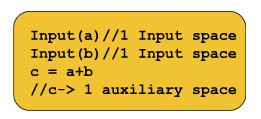 Input(a)//1 Input space
Input(b)//1 Input space
c = a+b
//c-> 1 auxiliary space